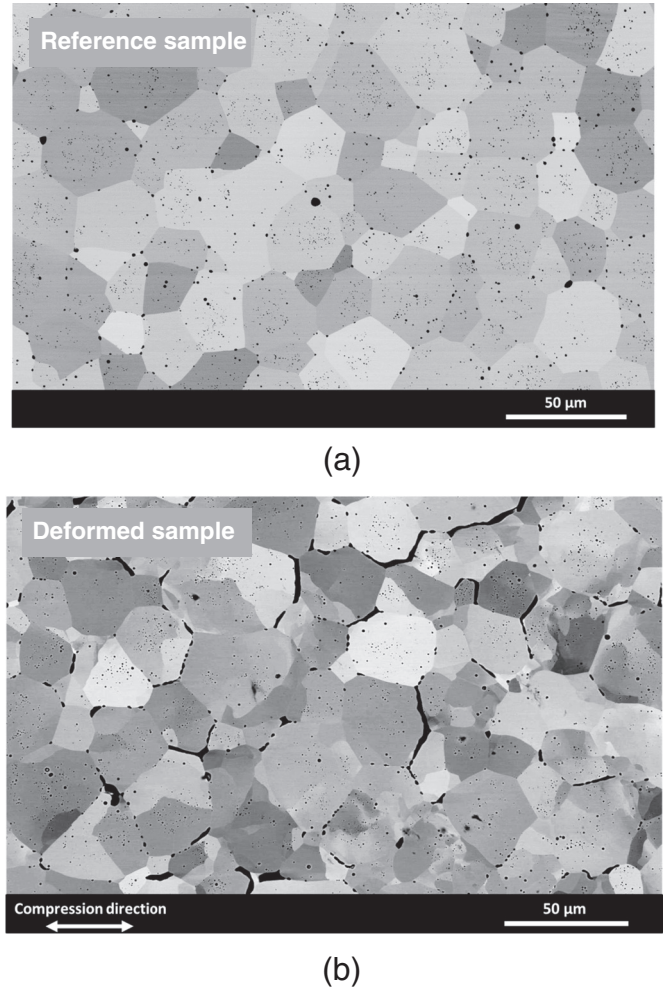 Reference sample
50 µm
(a)
Deformed sample
Compression direction
50 µm
(b)